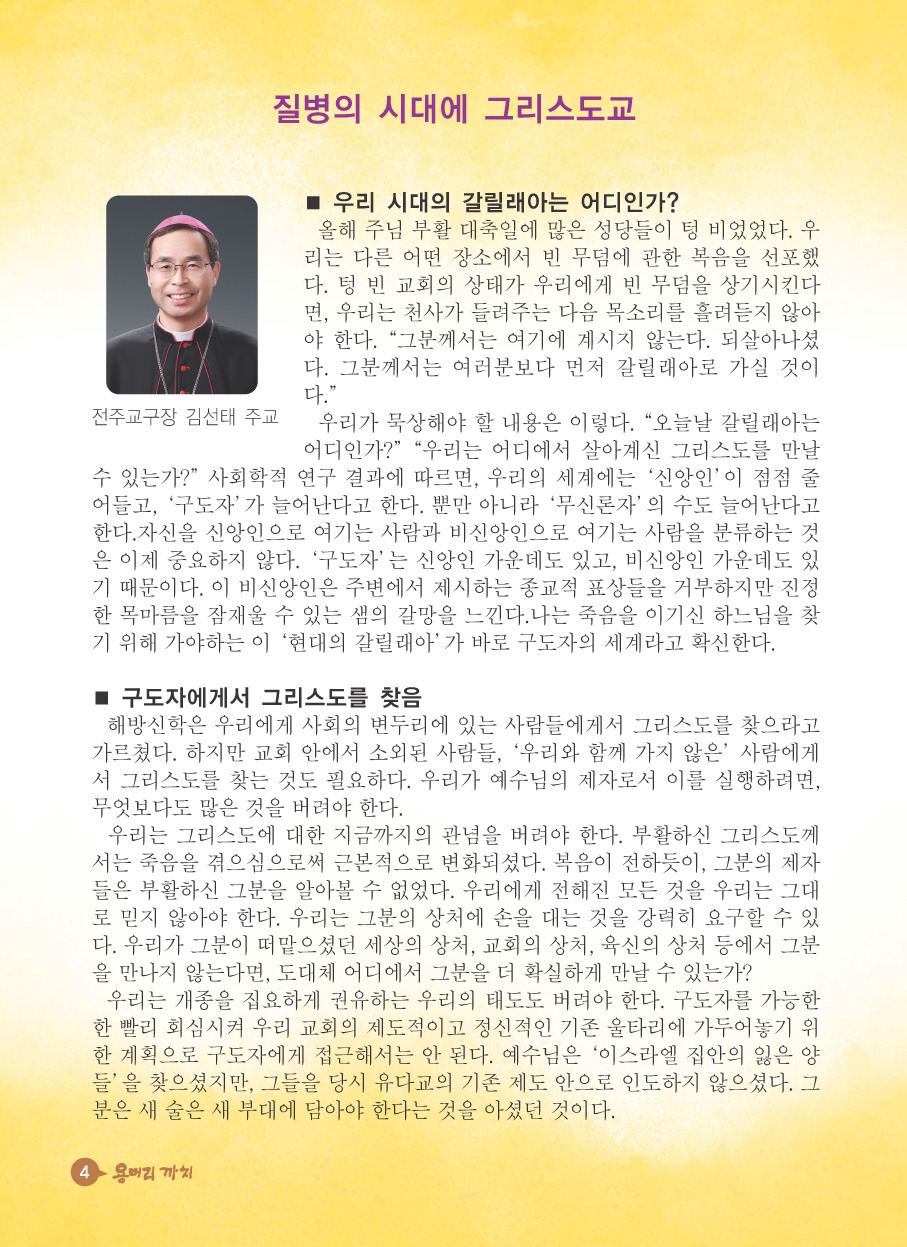 질병의 시대에 그리스도교
■ 우리 시대의 갈릴래아는 어디인가?
올해 주님 부활 대축일에 많은 성당들이 텅 비었었다. 우
리는 다른 어떤 장소에서 빈 무덤에 관한 복음을 선포했
다. 텅 빈 교회의 상태가 우리에게 빈 무덤을 상기시킨다
면, 우리는 천사가 들려주는 다음 목소리를 흘려듣지 않아
야 한다. “그분께서는 여기에 계시지 않는다. 되살아나셨
다. 그분께서는 여러분보다 먼저 갈릴래아로 가실 것이
다.”
전주교구장 김선태 주교
우리가 묵상해야 할 내용은 이렇다. “오늘날 갈릴래아는
어디인가?” “우리는 어디에서 살아계신 그리스도를 만날
수 있는가?” 사회학적 연구 결과에 따르면, 우리의 세계에는 ‘신앙인’이 점점 줄
어들고, ‘구도자’가 늘어난다고 한다. 뿐만 아니라 ‘무신론자’의 수도 늘어난다고
한다.자신을 신앙인으로 여기는 사람과 비신앙인으로 여기는 사람을 분류하는 것
은 이제 중요하지 않다. ‘구도자’는 신앙인 가운데도 있고, 비신앙인 가운데도 있
기 때문이다. 이 비신앙인은 주변에서 제시하는 종교적 표상들을 거부하지만 진정
한 목마름을 잠재울 수 있는 샘의 갈망을 느낀다.나는 죽음을 이기신 하느님을 찾
기 위해 가야하는 이 ‘현대의 갈릴래아’가 바로 구도자의 세계라고 확신한다.
■ 구도자에게서 그리스도를 찾음
해방신학은 우리에게 사회의 변두리에 있는 사람들에게서 그리스도를 찾으라고
가르쳤다. 하지만 교회 안에서 소외된 사람들, ‘우리와 함께 가지 않은’ 사람에게
서 그리스도를 찾는 것도 필요하다. 우리가 예수님의 제자로서 이를 실행하려면,
무엇보다도 많은 것을 버려야 한다.
우리는 그리스도에 대한 지금까지의 관념을 버려야 한다. 부활하신 그리스도께
서는 죽음을 겪으심으로써 근본적으로 변화되셨다. 복음이 전하듯이, 그분의 제자
들은 부활하신 그분을 알아볼 수 없었다. 우리에게 전해진 모든 것을 우리는 그대
로 믿지 않아야 한다. 우리는 그분의 상처에 손을 대는 것을 강력히 요구할 수 있
다. 우리가 그분이 떠맡으셨던 세상의 상처, 교회의 상처, 육신의 상처 등에서 그분
을 만나지 않는다면, 도대체 어디에서 그분을 더 확실하게 만날 수 있는가?
우리는 개종을 집요하게 권유하는 우리의 태도도 버려야 한다. 구도자를 가능한
한 빨리 회심시켜 우리 교회의 제도적이고 정신적인 기존 울타리에 가두어놓기 위
한 계획으로 구도자에게 접근해서는 안 된다. 예수님은 ‘이스라엘 집안의 잃은 양
들’을 찾으셨지만, 그들을 당시 유다교의 기존 제도 안으로 인도하지 않으셨다. 그
분은 새 술은 새 부대에 담아야 한다는 것을 아셨던 것이다.
4 용머리 까치